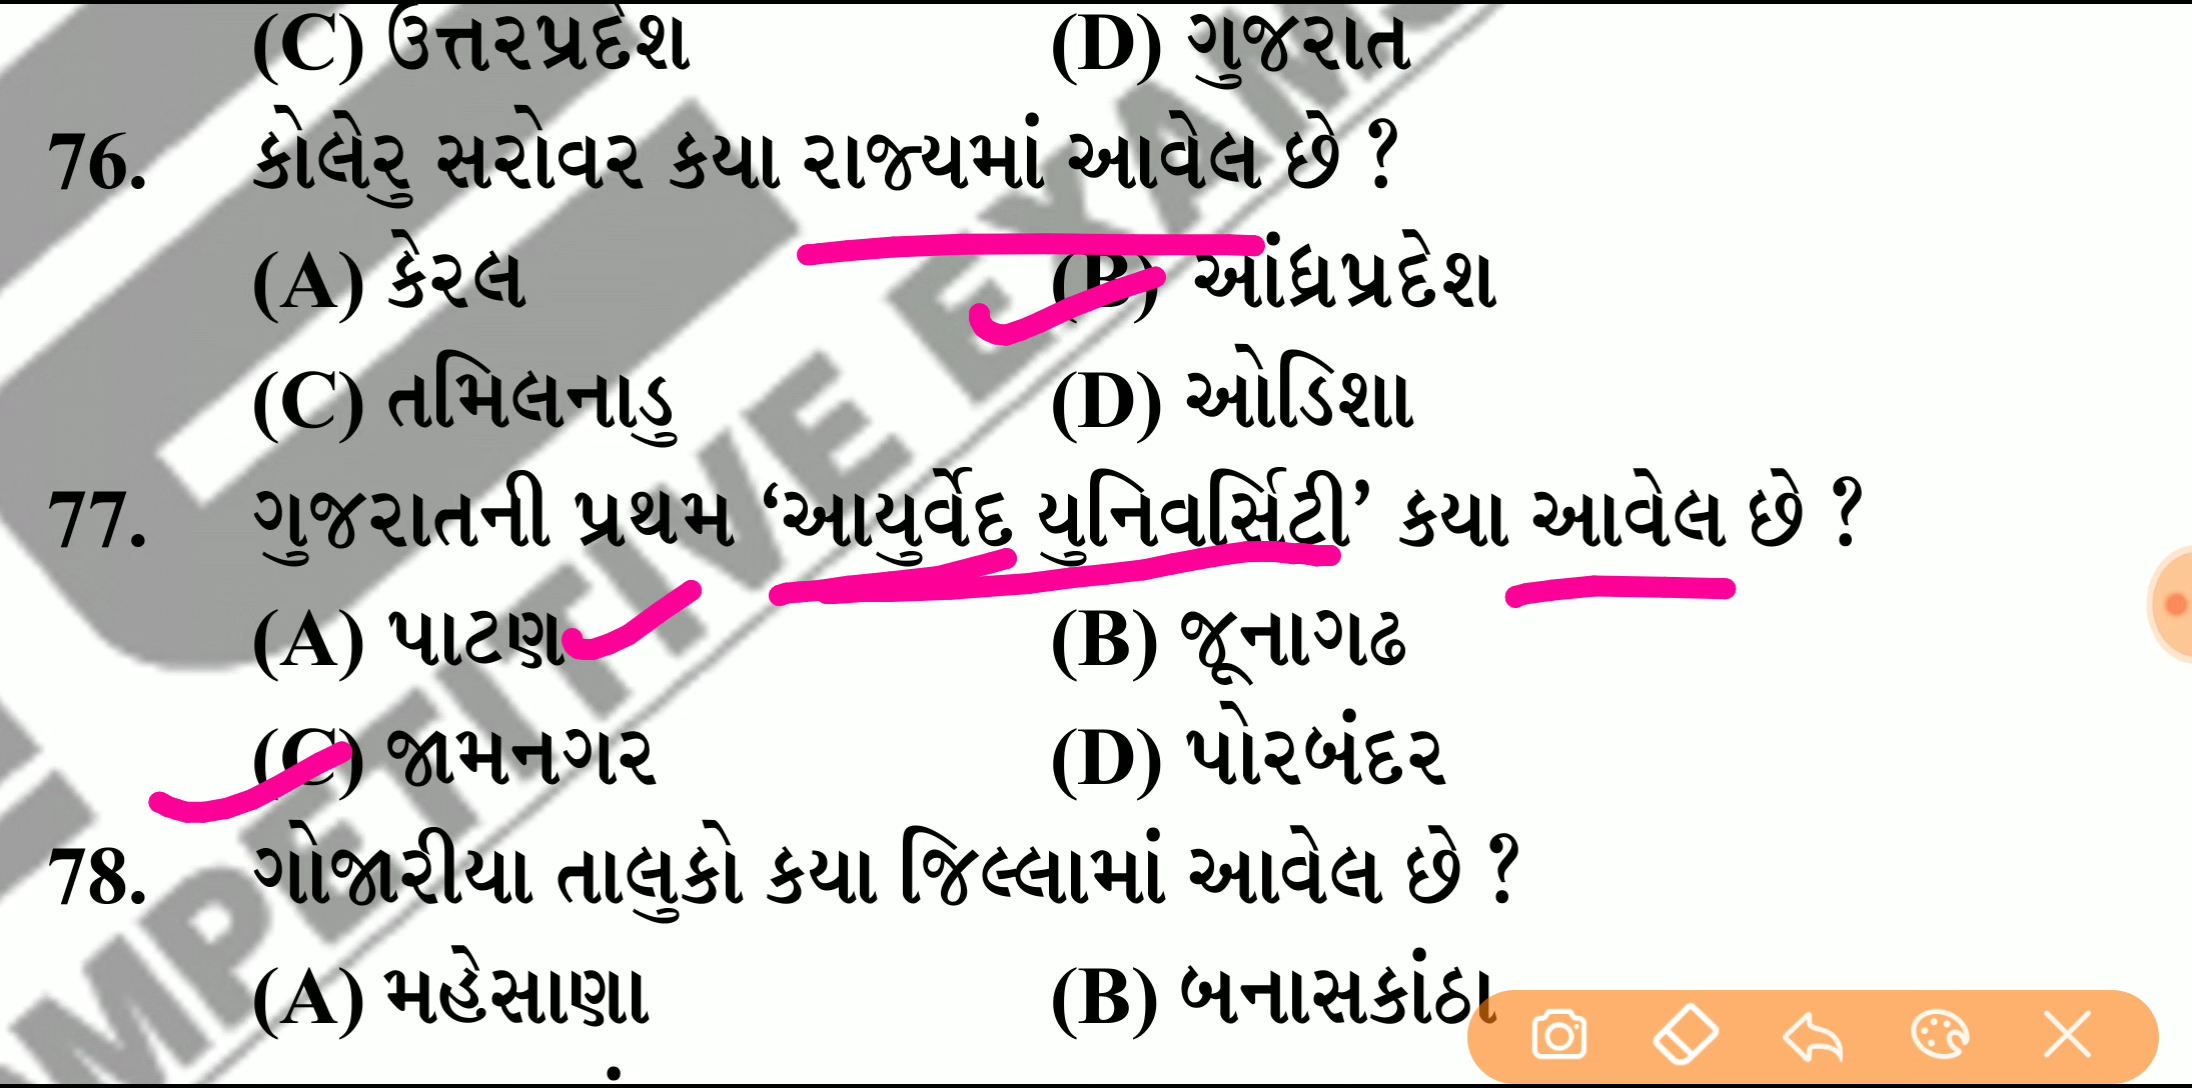 (C) ઉત્તરપ્રદેશ (D) ગુજરાત
76. કોલેરુ સરોવર કયા રાજ્યમાં આવેલ છે ?
(A) કેરલ (B) આંધ્રપ્રદેશ
(C) તમિલનાડુ (D) ઓડિશા
77. ગુજરાતની પ્રથમ ‘આયુર્વેદ યુનિવર્સિટી’ કયા આવેલ છે ?
(A) પાટણ (B) જૂનાગઢ
(C) જામનગર (D) પોરબંદર
78. ગોજારીયા તાલુકો કયા જિલ્લામાં આવેલ છે ?
(A) મહેસાણા (B) બનાસકાંઠા